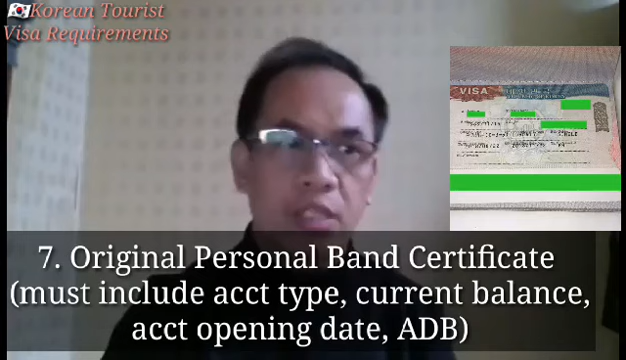 🇰🇷Korean Tourist
Visa Requirements
VISA
7. Original Personal Band Certificate
(must include acct type, current balance,
acct opening date, ADB)